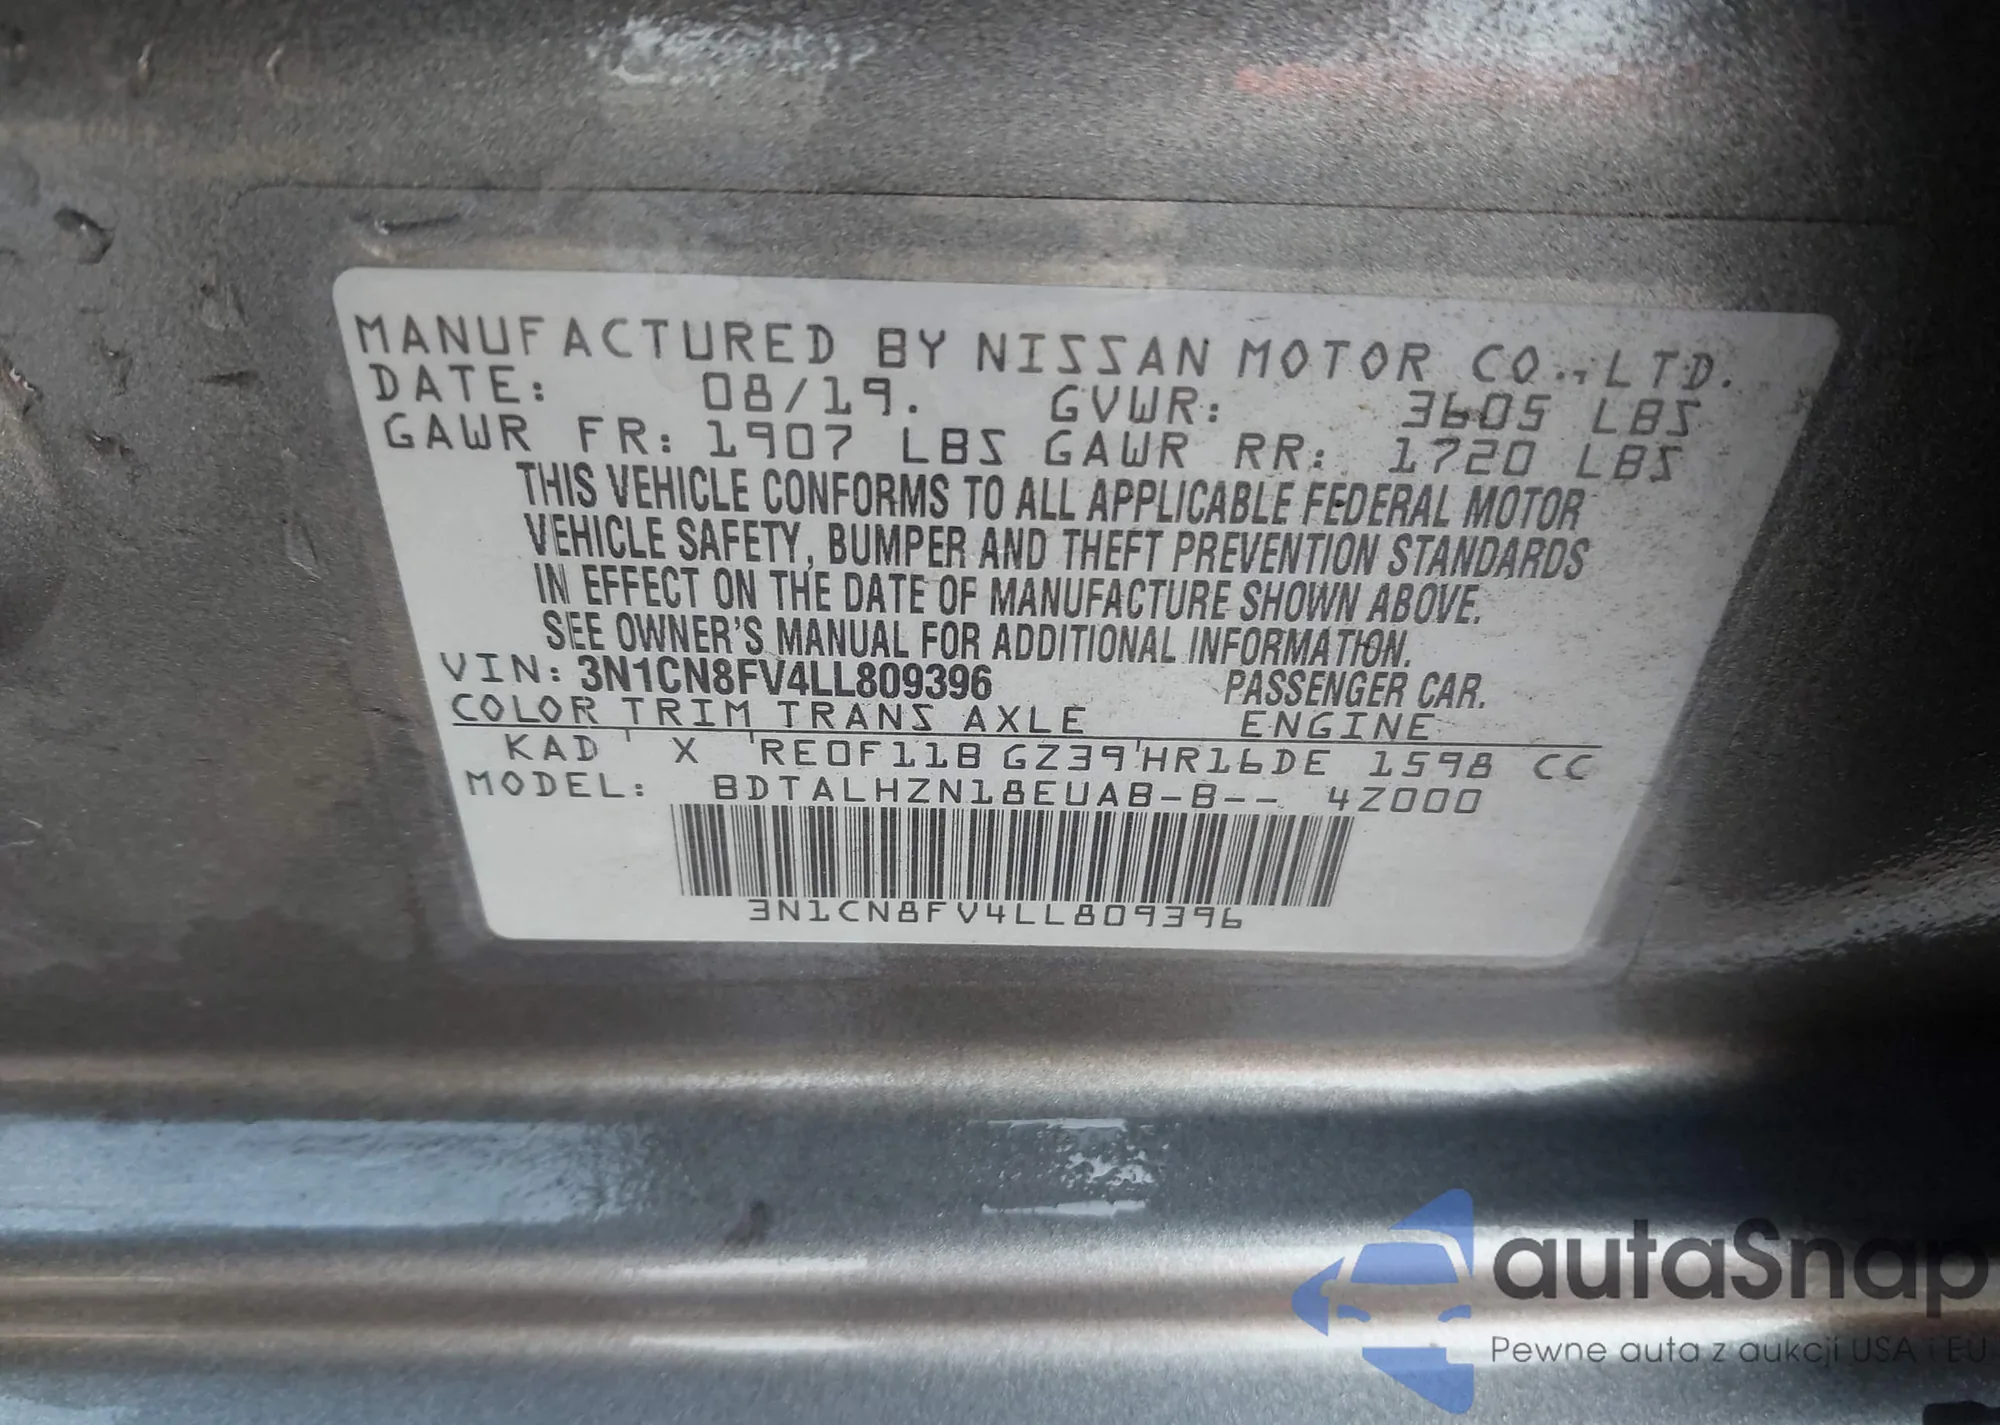 MANUFACTURED BY NISSAN MOTOR CO., LTD.
DATE: 08/19. GVWR: 3605 LBS
GAWR FR: 1907 LBS GAWR RR: 1720 LBS
THIS VEHICLE CONFORMS TO ALL APPLICABLE FEDERAL MOTOR
VEHICLE SAFETY, BUMPER AND THEFT PREVENTION STANDARDS
IN EFFECT ON THE DATE OF MANUFACTURE SHOWN ABOVE.
SEE OWNER'S MANUAL FOR ADDITIONAL INFORMATION.
VIN: 3N1CN8FV4LL809396 PASSENGER CAR.
COLOR TRIM TRANS AXLE ENGINE
KAD X RE0F11B GZ39 HR16DE 1598 CC
MODEL: BDTALHZN18EUAB-B-- 4Z000
3N1CN8FV4LL809396
autaSnap
Pewne auta z aukcji USA i EU